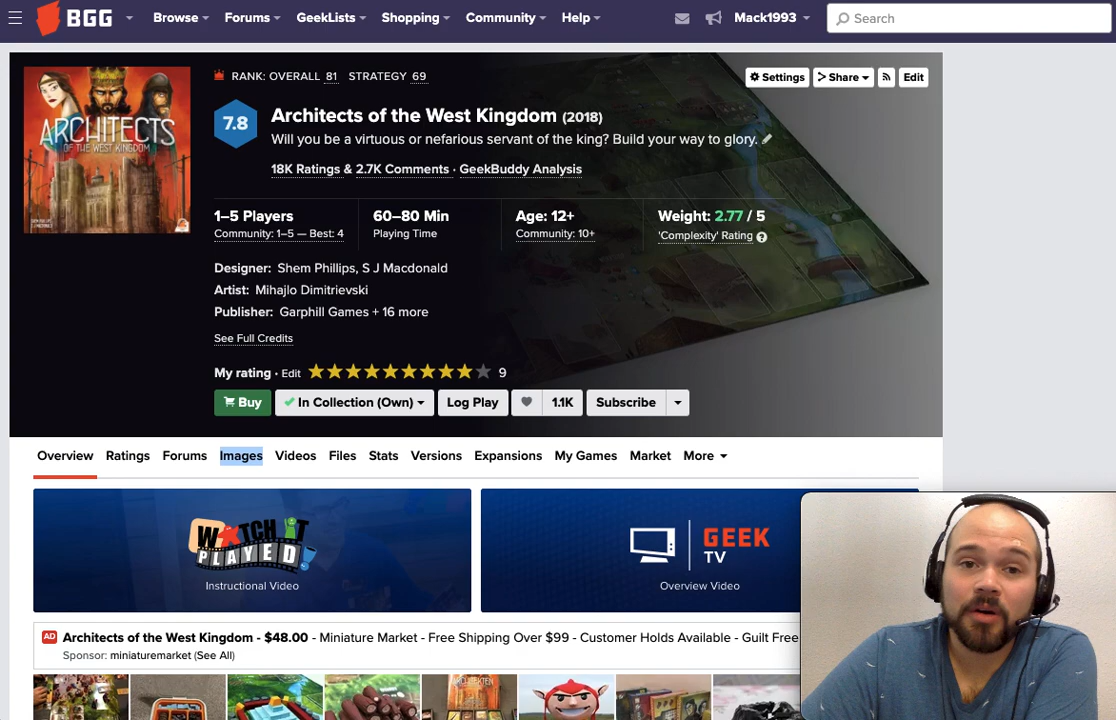 BGG Browse Forums GeekLists Shopping Community Help Mack1993 Search
RANK: OVERALL 81 STRATEGY 69
Settings Share Edit
ARCHITECTS
OF THE WEST KINGDOM
7.8
Architects of the West Kingdom (2018)
Will you be a virtuous or nefarious servant of the king? Build your way to glory.
18K Ratings & 2.7K Comments · GeekBuddy Analysis
1–5 Players 60–80 Min Age: 12+ Weight: 2.77 / 5
Community: 1–5 — Best: 4 Playing Time Community: 10+ 'Complexity' Rating ?
Designer: Shem Phillips, S J Macdonald
Artist: Mihajlo Dimitrievski
Publisher: Garphill Games + 16 more
See Full Credits
My rating · Edit 9
Buy In Collection (Own) Log Play 1.1K Subscribe
Overview Ratings Forums Images Videos Files Stats Versions Expansions My Games Market More
WATCH IT
PLAYED
Instructional Video
GEEK
TV
Overview Video
AD Architects of the West Kingdom - $48.00 - Miniature Market - Free Shipping Over $99 - Customer Holds Available - Guilt Free
Sponsor: miniaturemarket (See All)